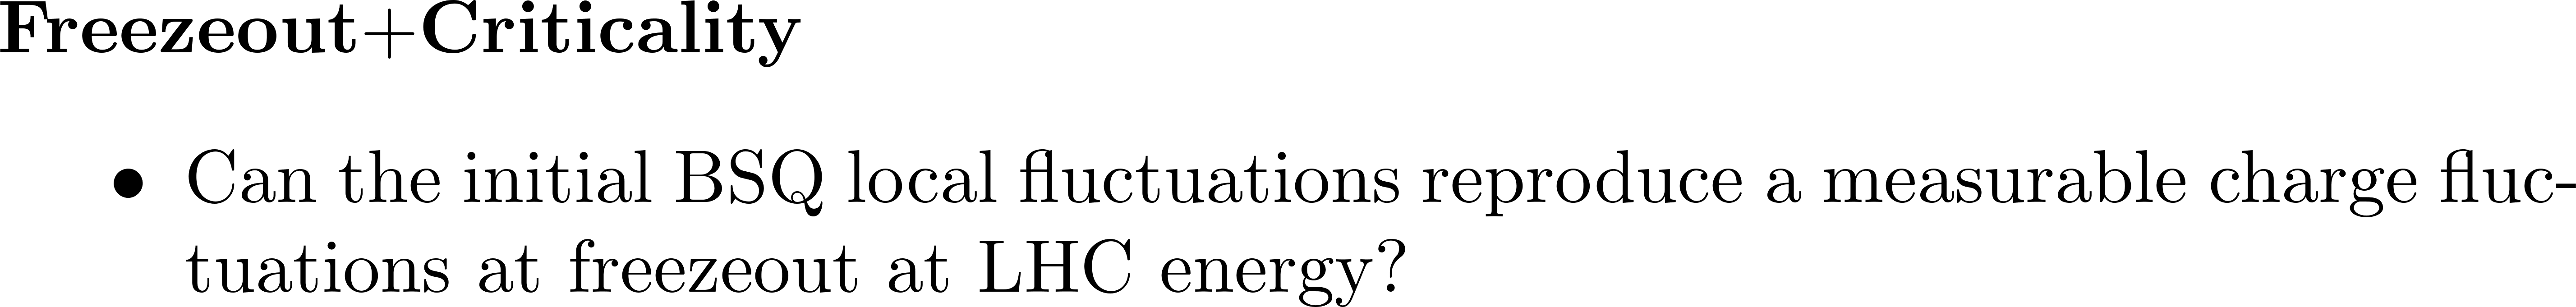 Freezeout+Criticality
• Can the initial BSQ local fluctuations reproduce a measurable charge fluc-
tuations at freezeout at LHC energy?